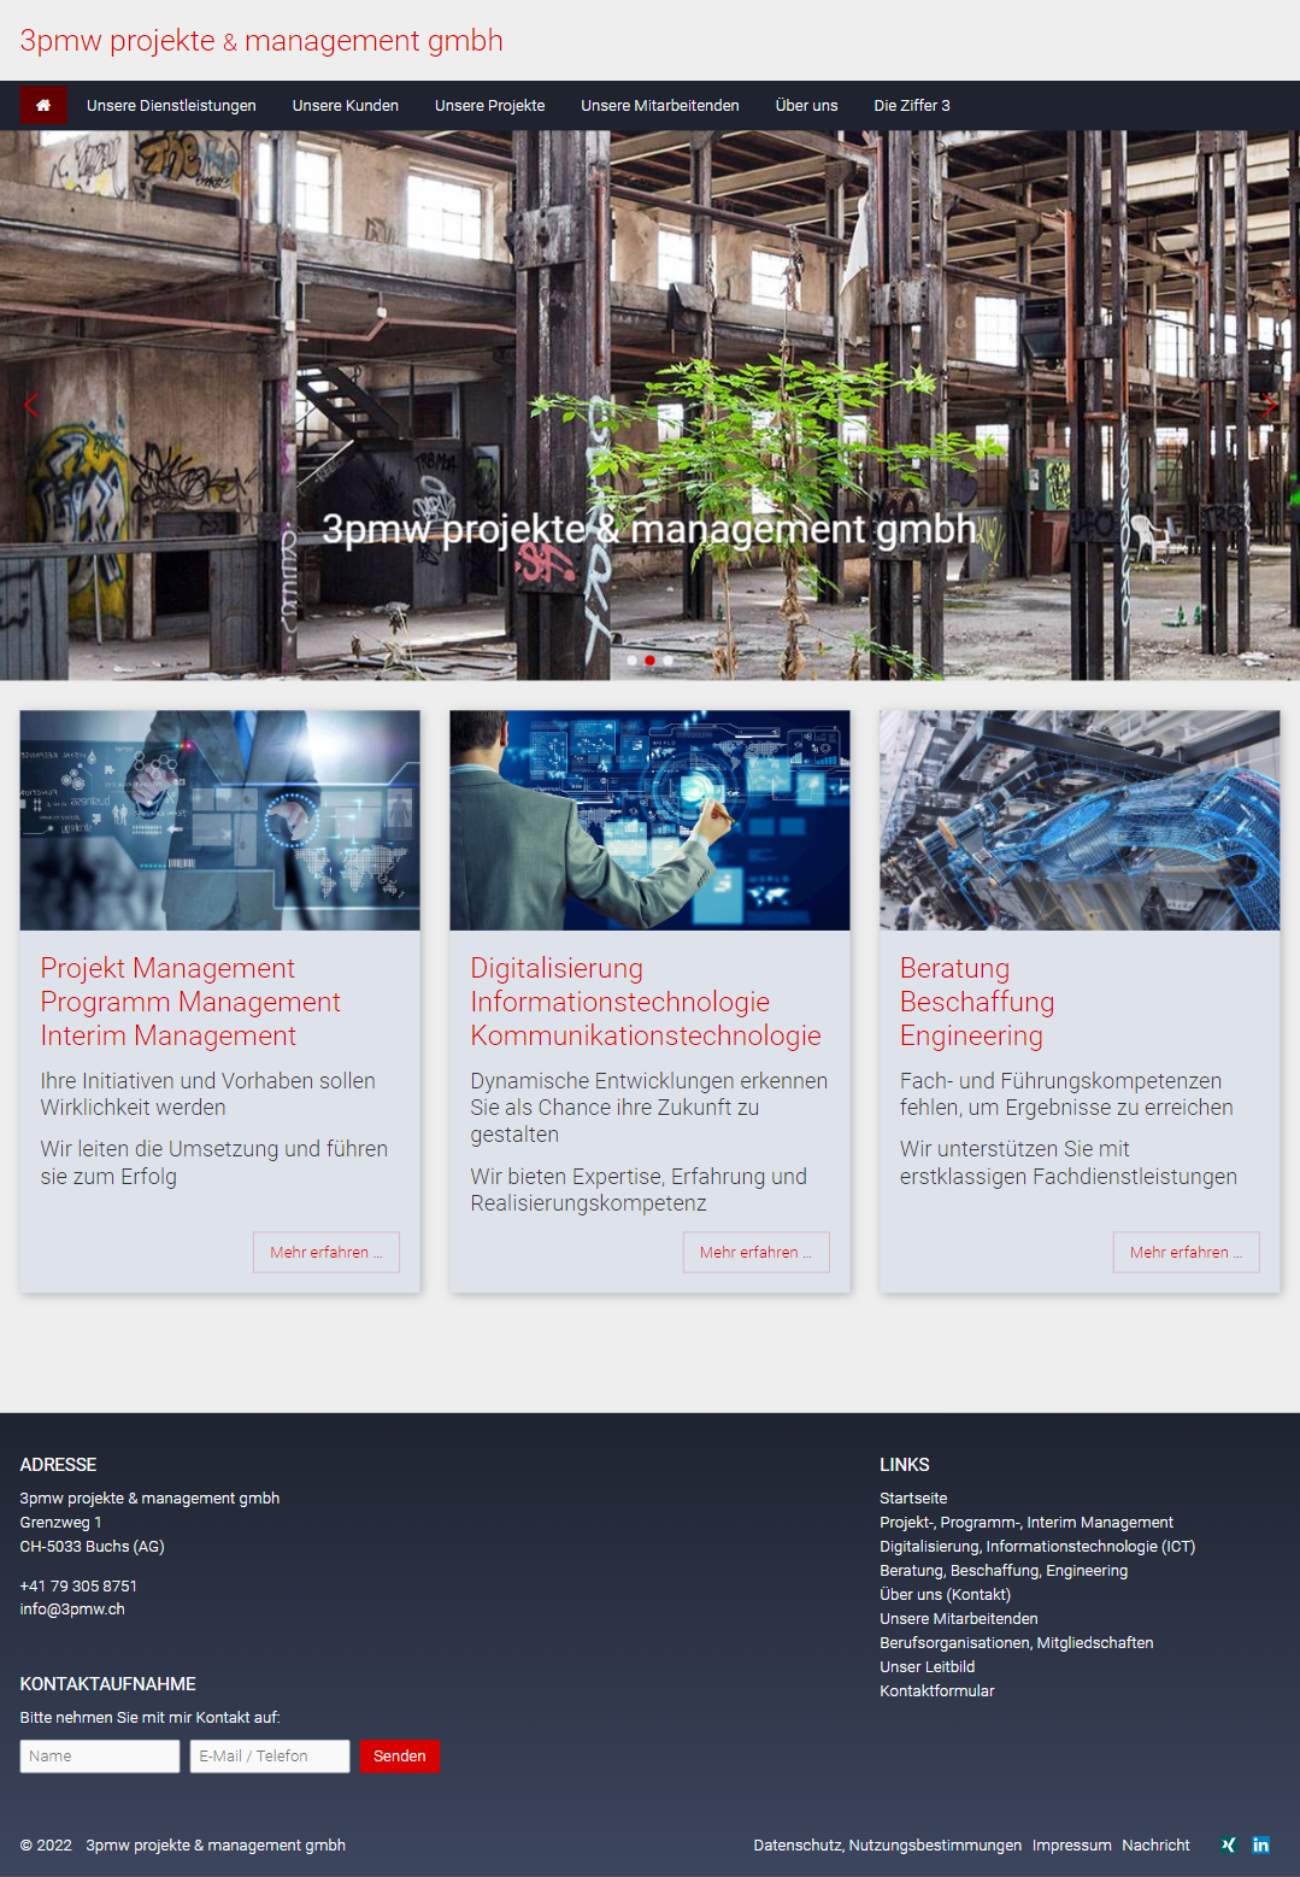 3pmw projekte & management gmbh
Unsere Dienstleistungen Unsere Kunden Unsere Projekte Unsere Mitarbeitenden Über uns Die Ziffer 3
3pmw projekte & management gmbh
Projekt Management
Programm Management
Interim Management
Ihre Initiativen und Vorhaben sollen
Wirklichkeit werden
Wir leiten die Umsetzung und führen
sie zum Erfolg
Mehr erfahren ...
Digitalisierung
Informationstechnologie
Kommunikationstechnologie
Dynamische Entwicklungen erkennen
Sie als Chance ihre Zukunft zu
gestalten
Wir bieten Expertise, Erfahrung und
Realisierungskompetenz
Mehr erfahren ...
Beratung
Beschaffung
Engineering
Fach- und Führungskompetenzen
fehlen, um Ergebnisse zu erreichen
Wir unterstützen Sie mit
erstklassigen Fachdienstleistungen
Mehr erfahren ...
ADRESSE
3pmw projekte & management gmbh
Grenzweg 1
CH-5033 Buchs (AG)
+41 79 305 8751
info@3pmw.ch
KONTAKTAUFNAHME
Bitte nehmen Sie mit mir Kontakt auf:
Name E-Mail / Telefon Senden
LINKS
Startseite
Projekt-, Programm-, Interim Management
Digitalisierung, Informationstechnologie (ICT)
Beratung, Beschaffung, Engineering
Über uns (Kontakt)
Unsere Mitarbeitenden
Berufsorganisationen, Mitgliedschaften
Unser Leitbild
Kontaktformular
© 2022 3pmw projekte & management gmbh
Datenschutz, Nutzungsbestimmungen Impressum Nachricht in